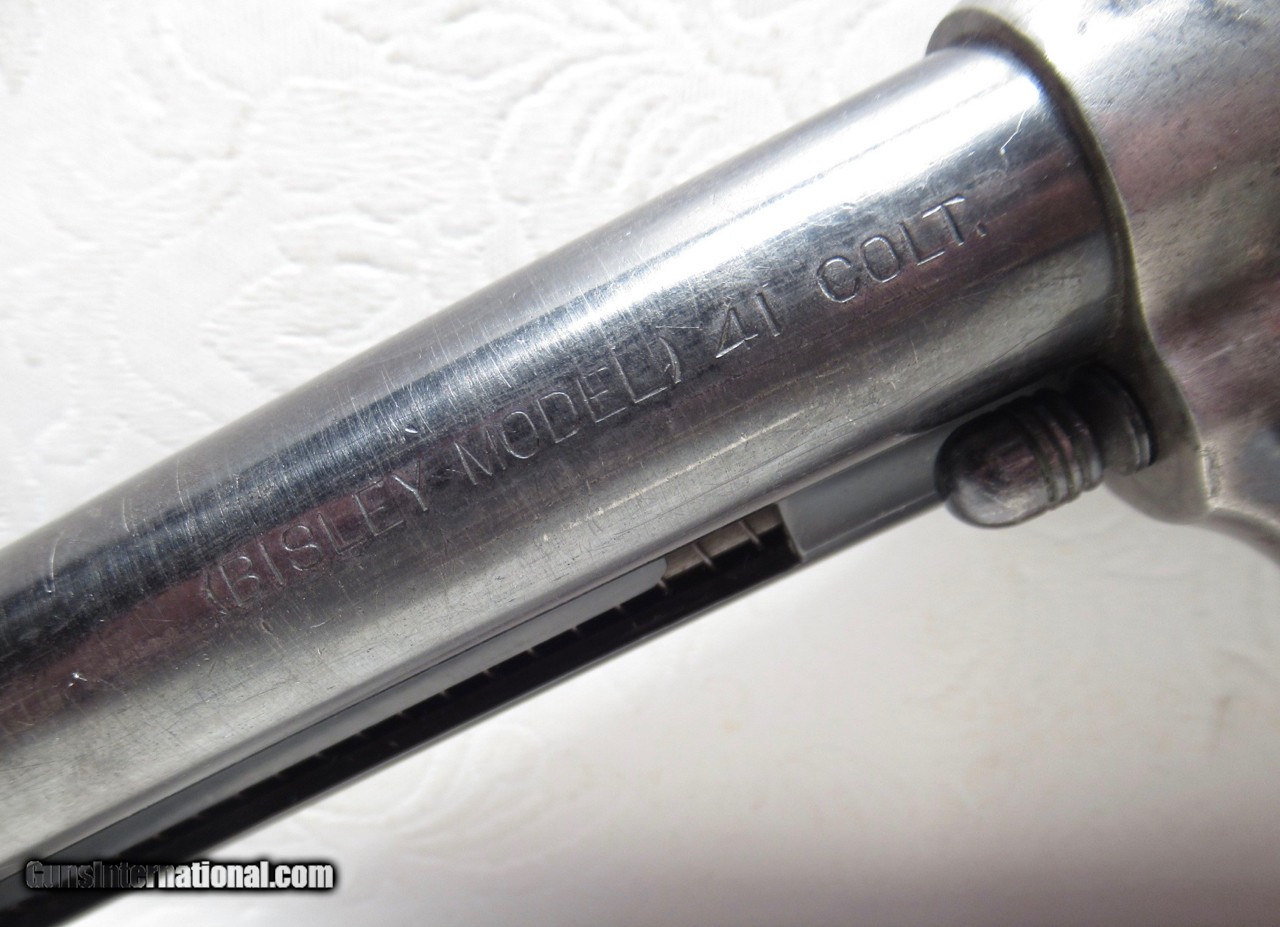 (BISLEY MODEL) 41 COLT.
GunsInternational.com